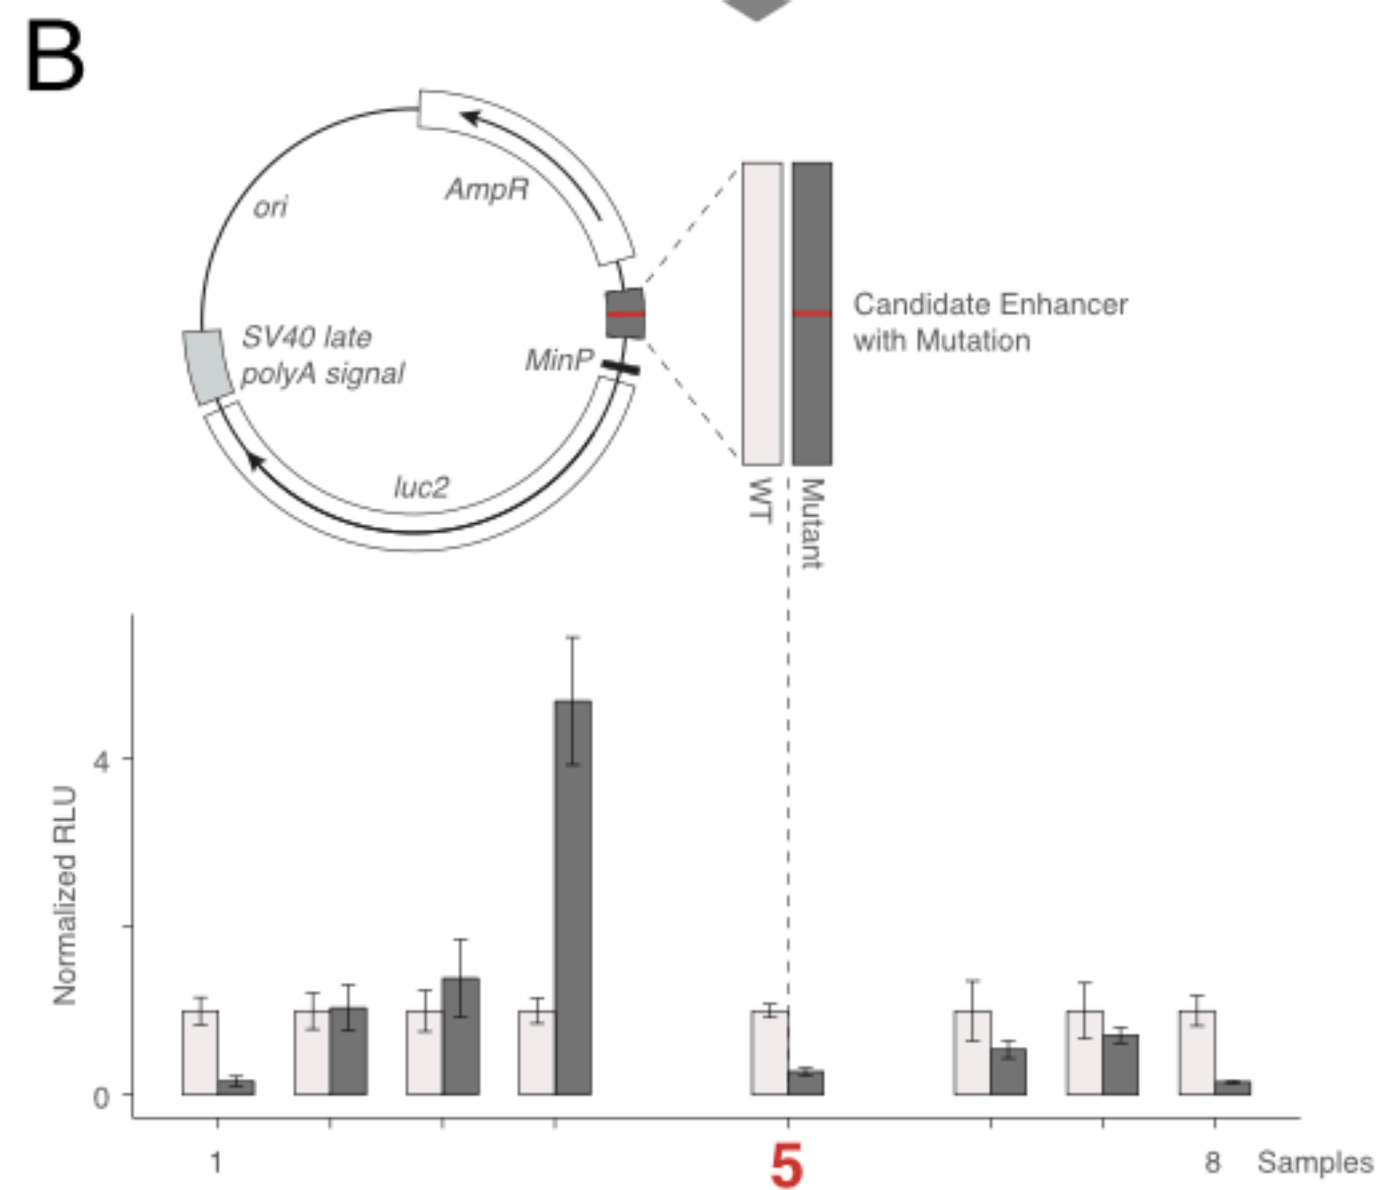 B
AmpR
ori
SV40 late
polyA signal
MinP
luc2
Candidate Enhancer
with Mutation
WT
Mutant
Normalized RLU
4
0
1
5
8
Samples